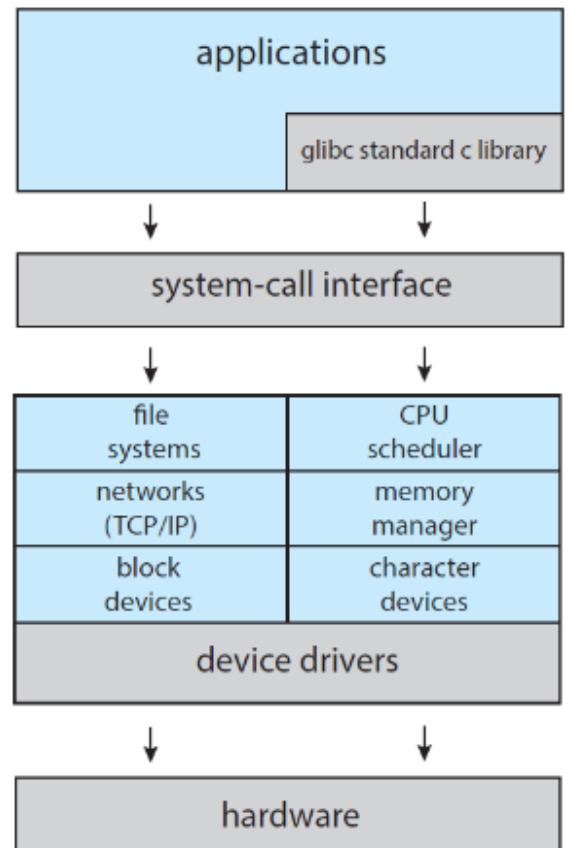 applications
glibc standard c library
system-call interface
file
systems
CPU
scheduler
networks
(TCP/IP)
memory
manager
block
devices
character
devices
device drivers
hardware